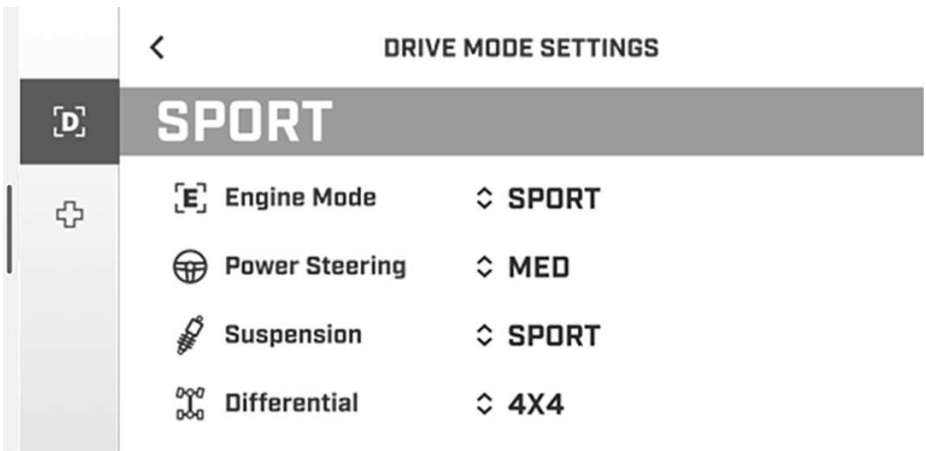 DRIVE MODE SETTINGS
[D]
SPORT
[E] Engine Mode SPORT
Power Steering MED
Suspension SPORT
Differential 4X4